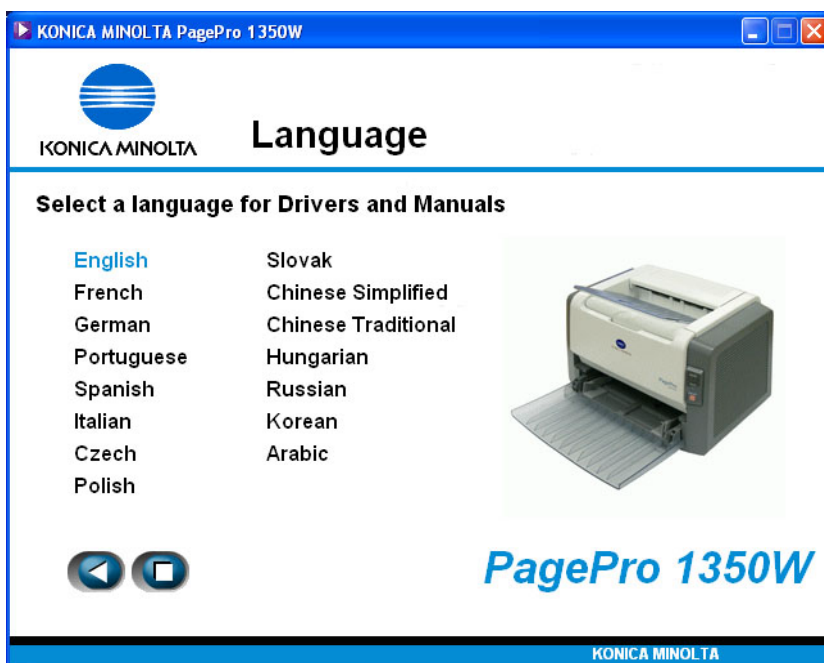 KONICA MINOLTA PagePro 1350W
KONICA MINOLTA
Language
Select a language for Drivers and Manuals
English
French
German
Portuguese
Spanish
Italian
Czech
Polish
Slovak
Chinese Simplified
Chinese Traditional
Hungarian
Russian
Korean
Arabic
PagePro
PagePro 1350W
KONICA MINOLTA